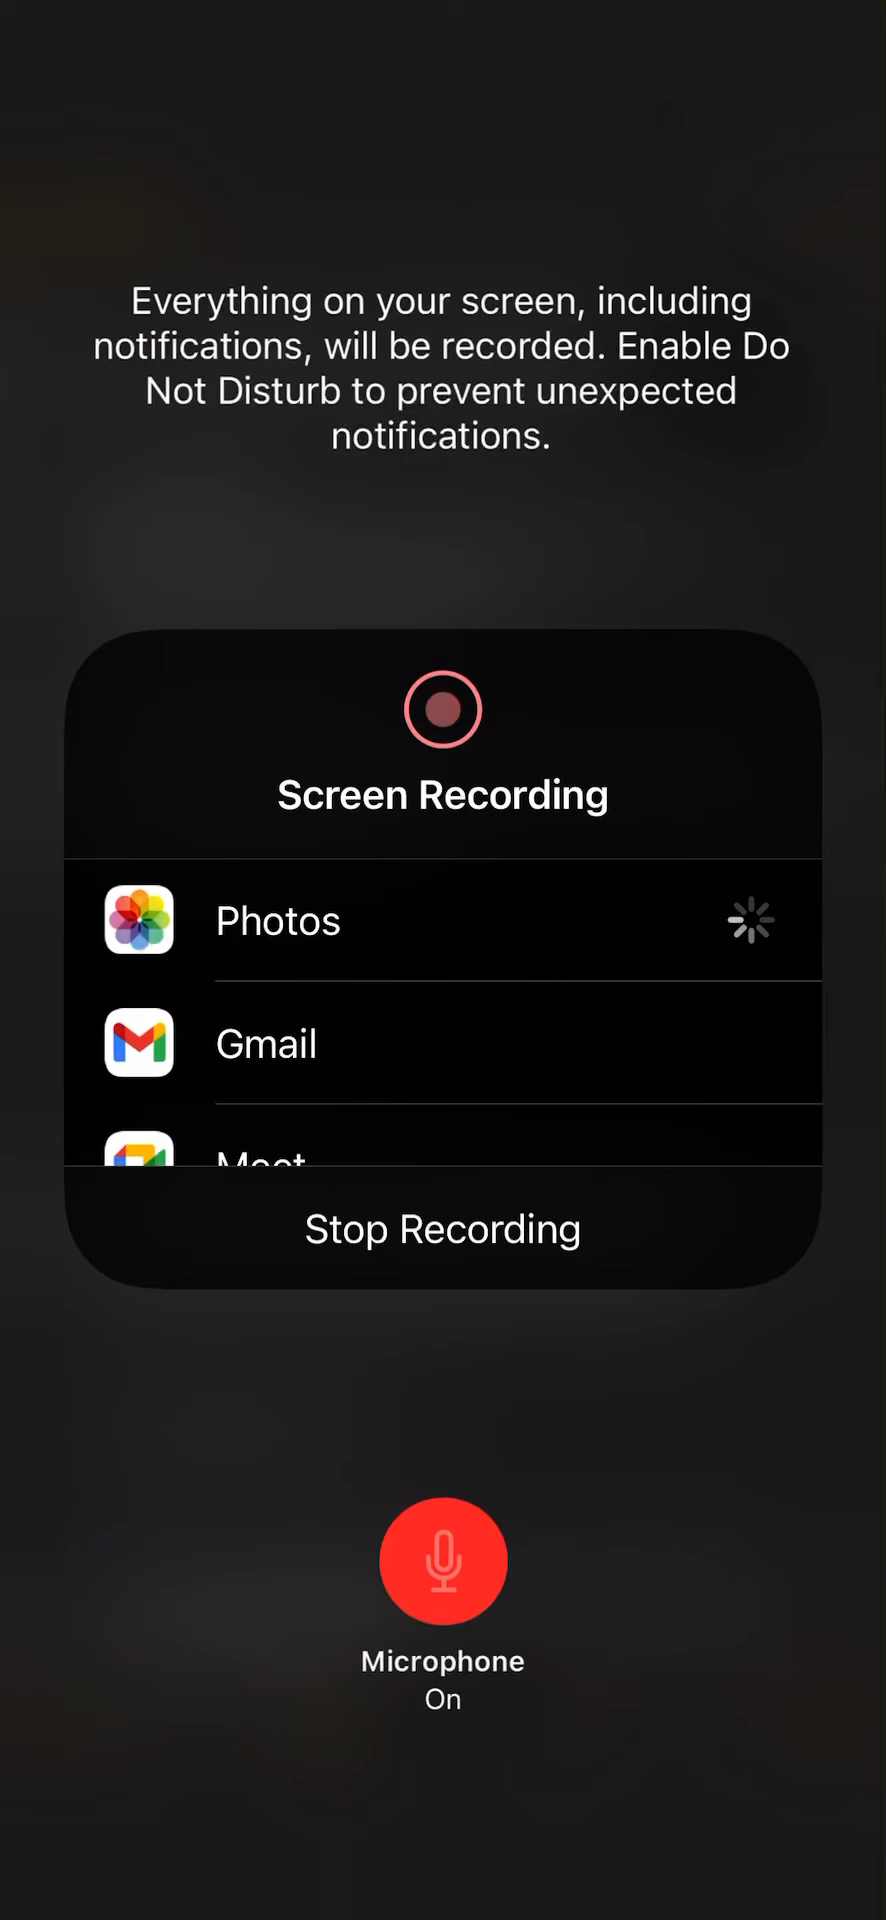 Everything on your screen, including
notifications, will be recorded. Enable Do
Not Disturb to prevent unexpected
notifications.
Screen Recording
Photos
Gmail
Meet
Stop Recording
Microphone
On